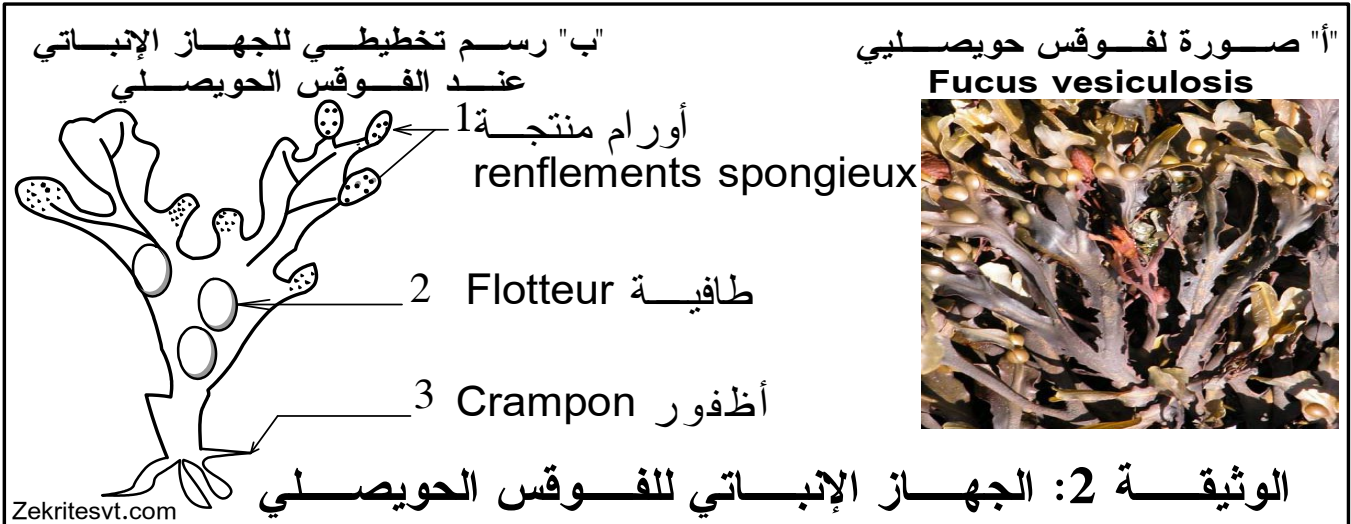 "أ" صورة لفوقس حويصليي
Fucus vesiculosis
"ب" رسم تخطيطي للجهاز الإنباتي
عند الفوقس الحويصلي
1 أورام منتجة
renflements spongieux
2 Flotteur طافية
3 Crampon أظفور
الوثيقة 2: الجهاز الإنباتي للفوقس الحويصلي
Zekritesvt.com